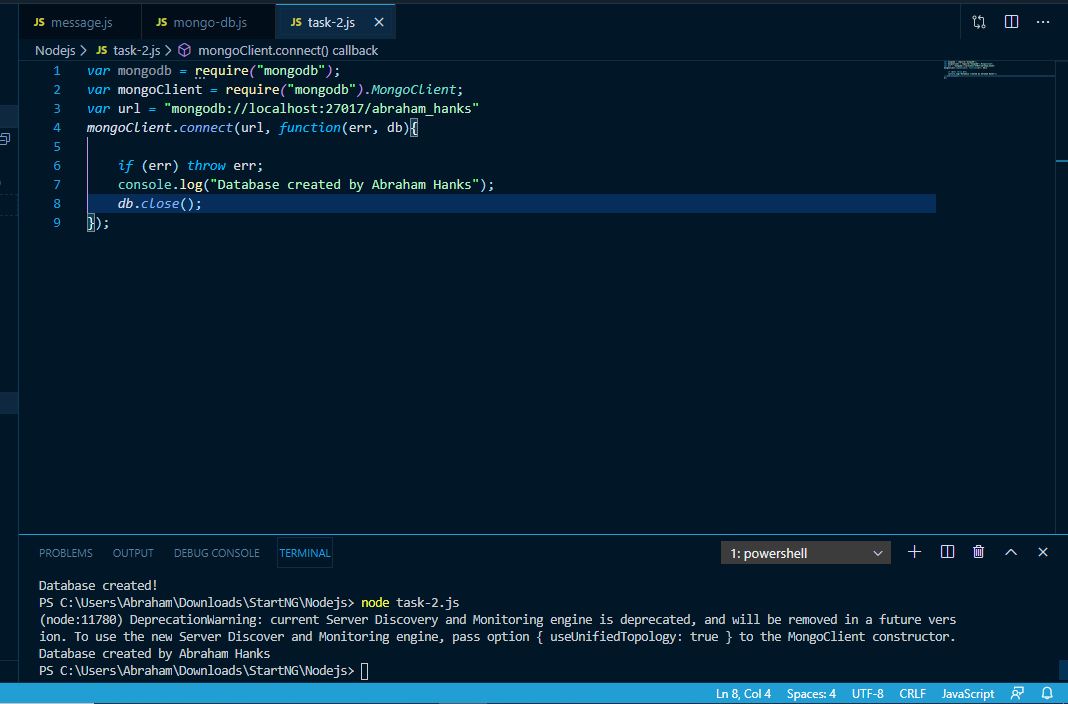 JS message.js JS mongo-db.js JS task-2.js
Nodejs > JS task-2.js > mongoClient.connect() callback
1 var mongodb = require("mongodb");
2 var mongoClient = require("mongodb").MongoClient;
3 var url = "mongodb://localhost:27017/abraham_hanks"
4 mongoClient.connect(url, function(err, db){
5
6 if (err) throw err;
7 console.log("Database created by Abraham Hanks");
8 db.close();
9 });
PROBLEMS OUTPUT DEBUG CONSOLE TERMINAL 1: powershell
Database created!
PS C:\Users\Abraham\Downloads\StartNG\Nodejs> node task-2.js
(node:11780) DeprecationWarning: current Server Discovery and Monitoring engine is deprecated, and will be removed in a future vers
ion. To use the new Server Discover and Monitoring engine, pass option { useUnifiedTopology: true } to the MongoClient constructor.
Database created by Abraham Hanks
PS C:\Users\Abraham\Downloads\StartNG\Nodejs>
Ln 8, Col 4 Spaces: 4 UTF-8 CRLF JavaScript